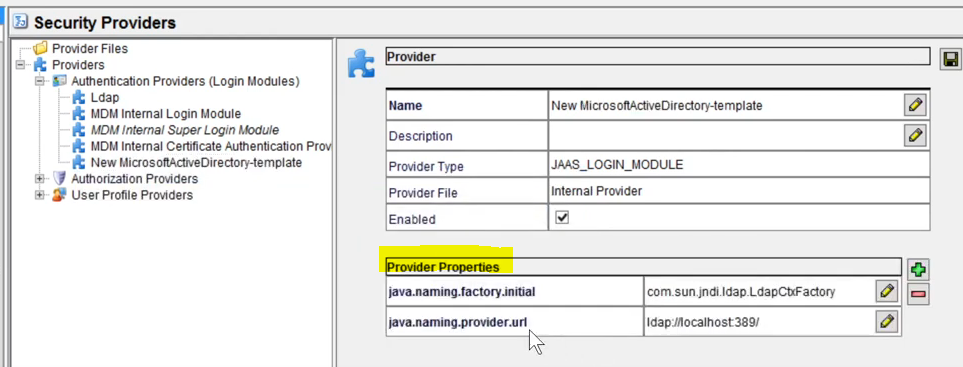 Security Providers
Provider Files
Providers
Authentication Providers (Login Modules)
Ldap
MDM Internal Login Module
MDM Internal Super Login Module
MDM Internal Certificate Authentication Prov
New MicrosoftActiveDirectory-template
Authorization Providers
User Profile Providers
Provider
Name New MicrosoftActiveDirectory-template
Description
Provider Type JAAS_LOGIN_MODULE
Provider File Internal Provider
Enabled
Provider Properties
java.naming.factory.initial com.sun.jndi.ldap.LdapCtxFactory
java.naming.provider.url ldap://localhost:389/